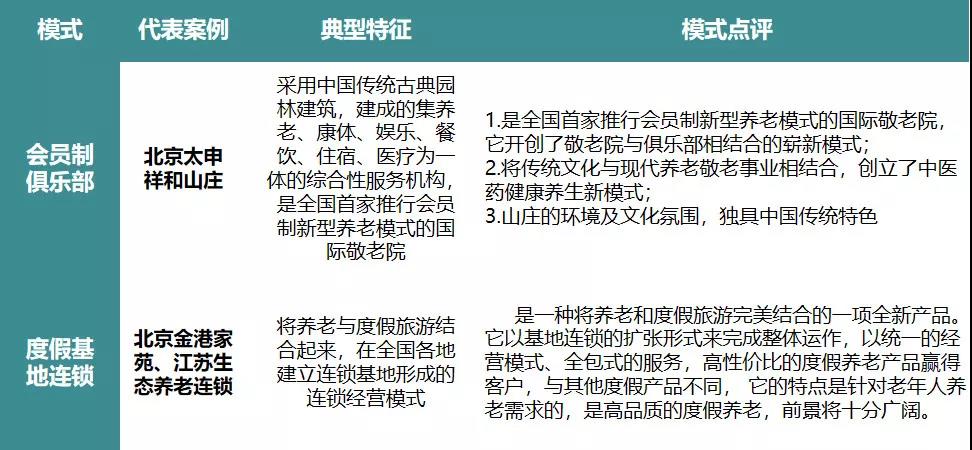 模式
代表案例
典型特征
模式点评
会员制
俱乐部
北京太申
祥和山庄
采用中国传统古典园
林建筑，建成的集养
老、康体、娱乐、餐
饮、住宿、医疗为一
体的综合性服务机构，
是全国首家推行会员
制新型养老模式的国
际敬老院
1.是全国首家推行会员制新型养老模式的国际敬老院，
它开创了敬老院与俱乐部相结合的崭新模式；
2.将传统文化与现代养老敬老事业相结合，创立了中医
药健康养生新模式；
3.山庄的环境及文化氛围，独具中国传统特色
度假基
地连锁
北京金港家
苑、江苏生
态养老连锁
将养老与度假旅游结
合起来，在全国各地
建立连锁基地形成的
连锁经营模式
是一种将养老和度假旅游完美结合的一项全新产品。
它以基地连锁的扩张形式来完成整体运作，以统一的经
营模式、全包式的服务，高性价比的度假养老产品赢得
客户，与其他度假产品不同， 它的特点是针对老年人养
老需求的，是高品质的度假养老，前景将十分广阔。